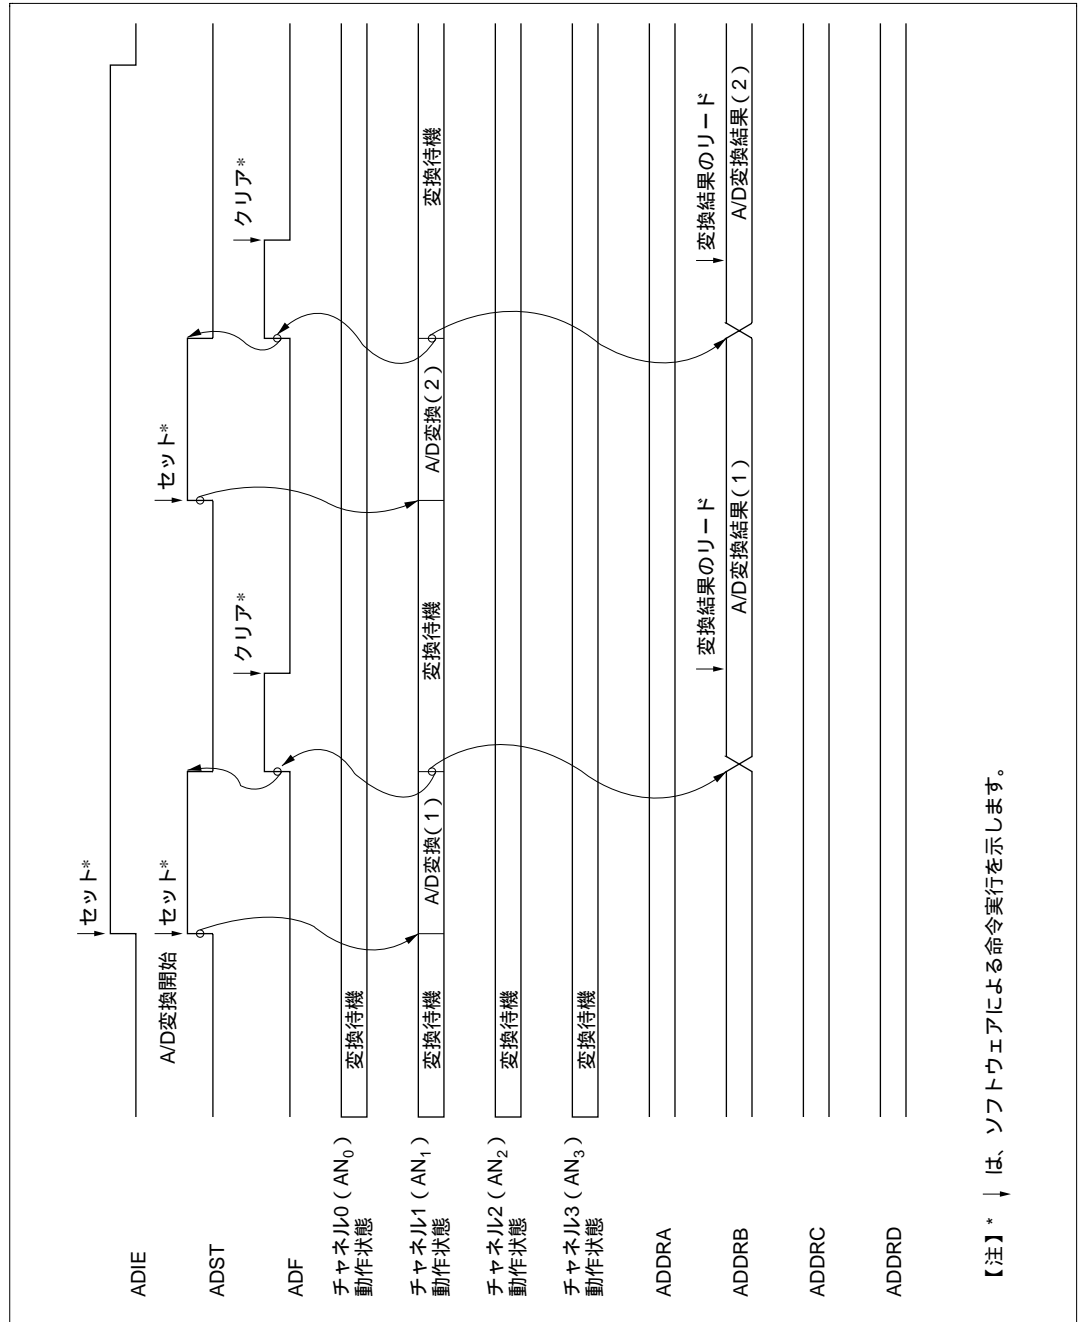 ADIE
セット*
ADST
A/D変換開始
セット*
セット*
ADF
クリア*
クリア*
チャネル0(AN0)
動作状態
変換待機
チャネル1(AN1)
動作状態
変換待機
A/D変換(1)
変換待機
A/D変換(2)
変換待機
チャネル2(AN2)
動作状態
変換待機
チャネル3(AN3)
動作状態
変換待機
ADDRA
変換結果のリード
変換結果のリード
ADDRB
A/D変換結果(1)
A/D変換結果(2)
ADDRC
ADDRD
【注】* ↓ は、ソフトウェアによる命令実行を示します。